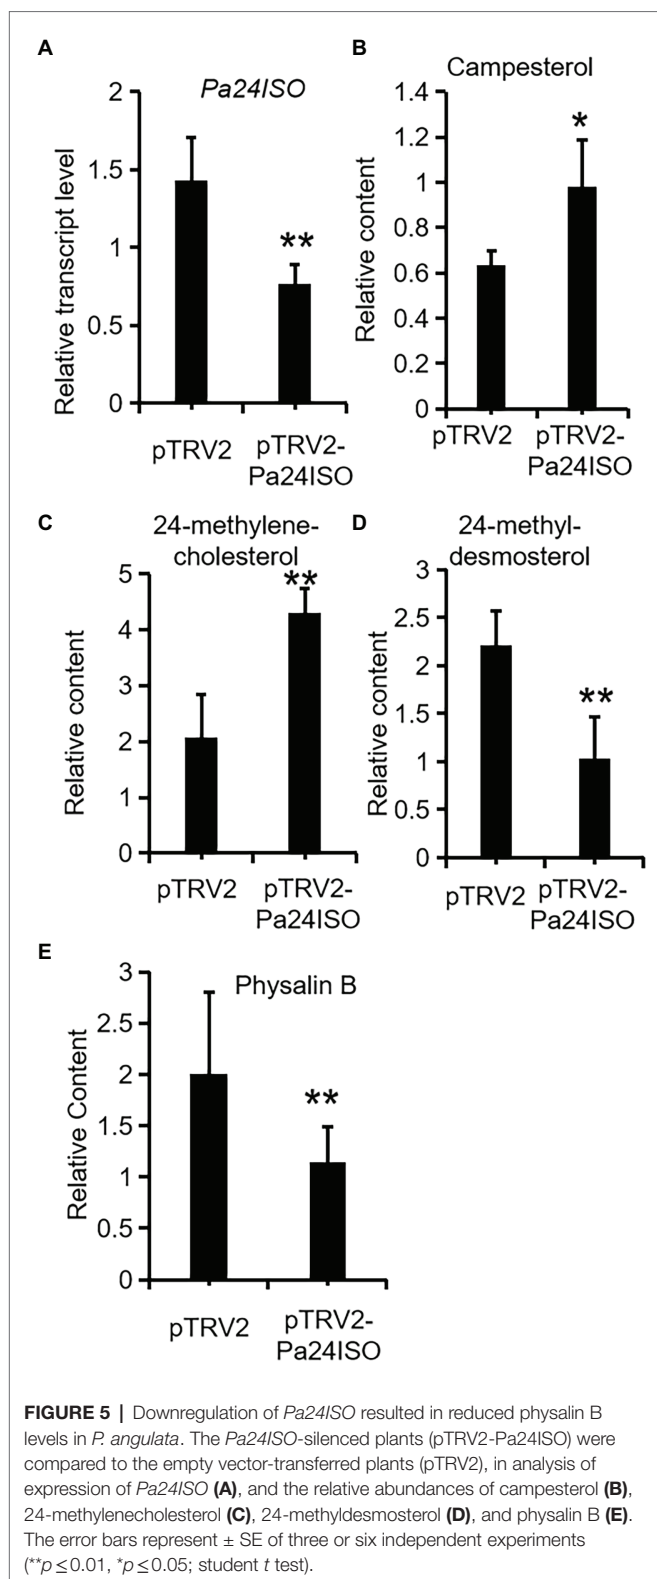 A
Pa24ISO
Relative transcript level
2
1.5
1
0.5
0
**
pTRV2
pTRV2-
Pa24ISO
B
Campesterol
Relative content
1.4
1.2
1
0.8
0.6
0.4
0.2
0
*
pTRV2
pTRV2-
Pa24ISO
C
24-methylene-
cholesterol
Relative content
5
4
3
2
1
0
**
pTRV2
pTRV2-
Pa24ISO
D
24-methyl-
desmosterol
Relative content
3
2.5
2
1.5
1
0.5
0
**
pTRV2
pTRV2-
Pa24ISO
E
Physalin B
Relative Content
3
2.5
2
1.5
1
0.5
0
**
pTRV2
pTRV2-
Pa24ISO
FIGURE 5 | Downregulation of Pa24ISO resulted in reduced physalin B
levels in P. angulata. The Pa24ISO-silenced plants (pTRV2-Pa24ISO) were
compared to the empty vector-transferred plants (pTRV2), in analysis of
expression of Pa24ISO (A), and the relative abundances of campesterol (B),
24-methylenecholesterol (C), 24-methyldesmosterol (D), and physalin B (E).
The error bars represent ± SE of three or six independent experiments
(**p ≤ 0.01, *p ≤ 0.05; student t test).